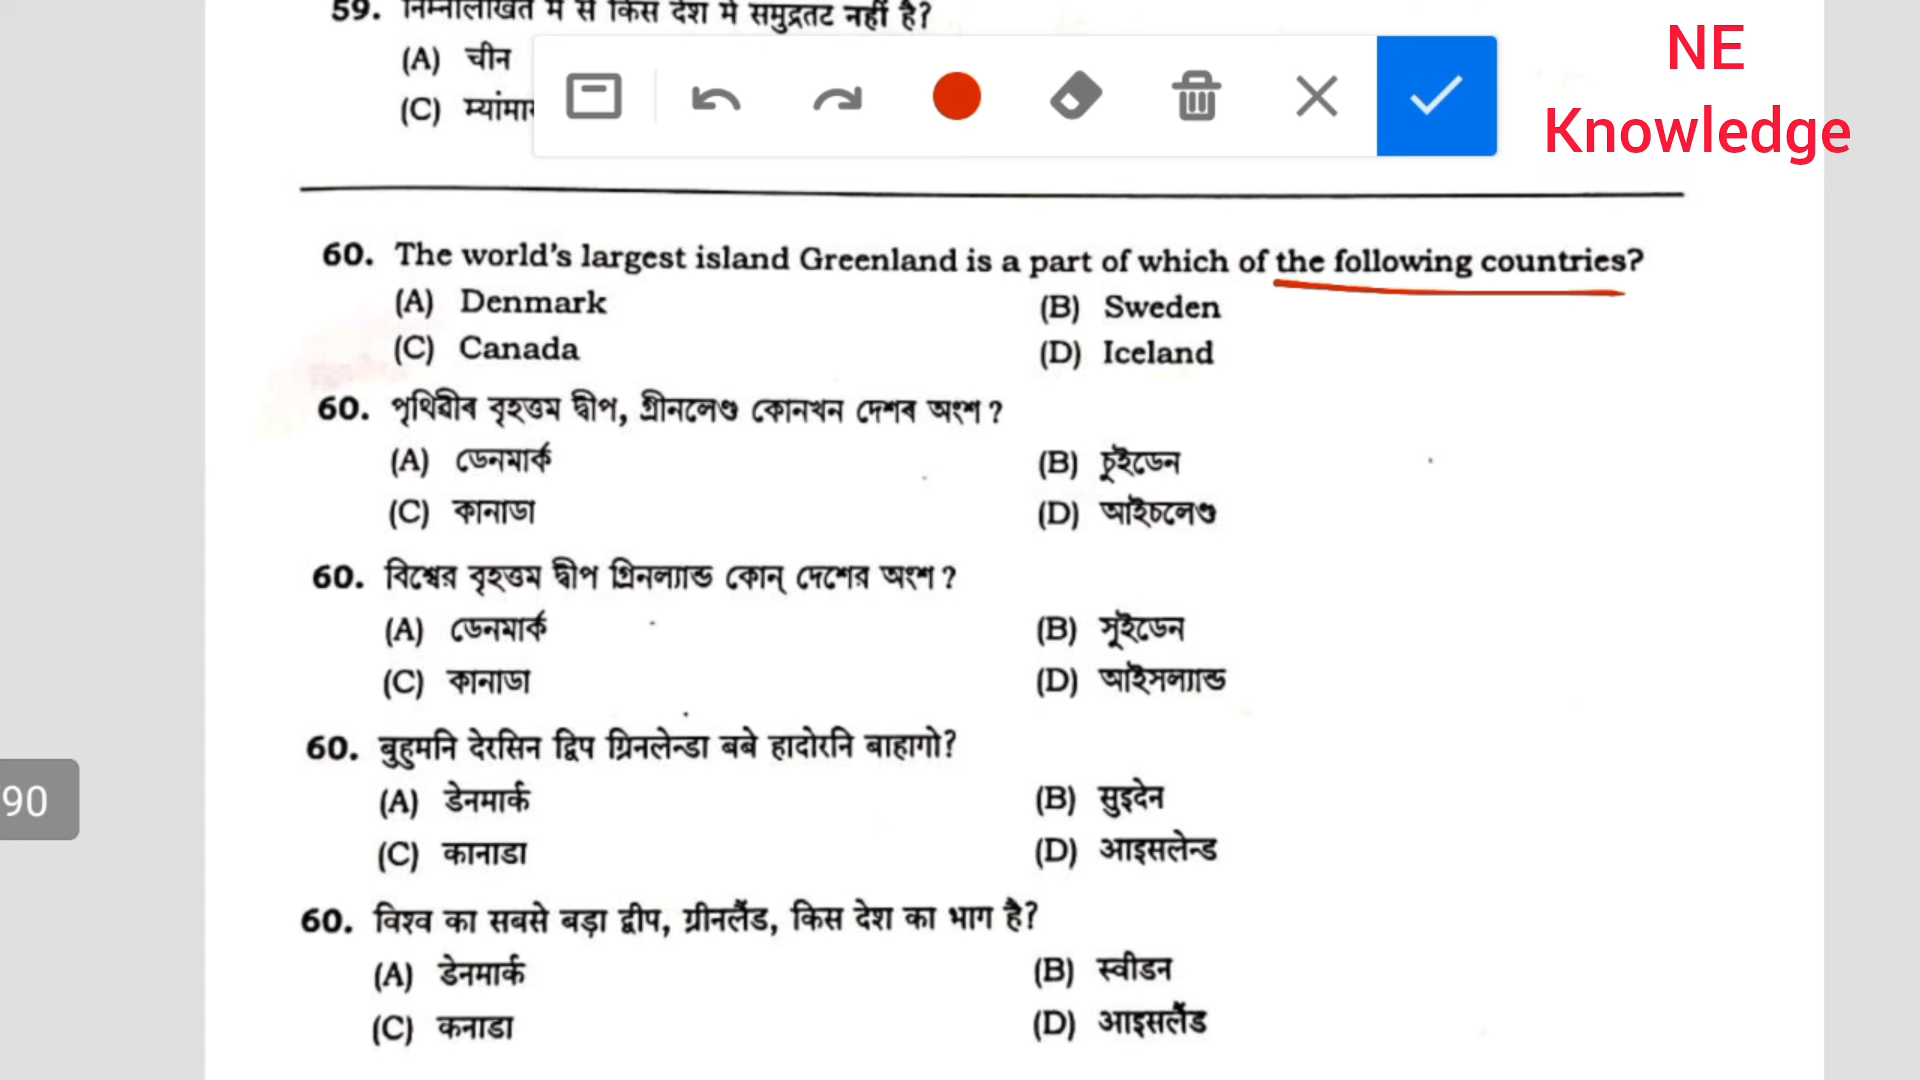 59. निम्नलिखित में से किस देश में समुद्रतट नहीं है?
(A) चीन
(C)
NE
Knowledge
60. The world's largest island Greenland is a part of which of the following countries?
(A) Denmark (B) Sweden
(C) Canada (D) Iceland
60. পৃথিৱীৰ বৃহত্তম দ্বীপ, গ্ৰীনলেণ্ড কোনখন দেশৰ অংশ ?
(A) ডেনমাৰ্ক (B) চুইডেন
(C) কানাডা (D) আইচলেণ্ড
60. বিশ্বের বৃহত্তম দ্বীপ গ্রিনল্যান্ড কোন্ দেশের অংশ ?
(A) ডেনমার্ক (B) সুইডেন
(C) কানাডা (D) আইসল্যান্ড
60. बुहुमनि देरसिन द्विप ग्रिनलेन्डा बबे हादोरनि बाहागो?
(A) डेनमार्क (B) सुइदेन
(C) कानाडा (D) आइसलेन्ड
90
60. विश्व का सबसे बड़ा द्वीप, ग्रीनलैंड, किस देश का भाग है?
(A) डेनमार्क (B) स्वीडन
(C) कनाडा (D) आइसलैंड